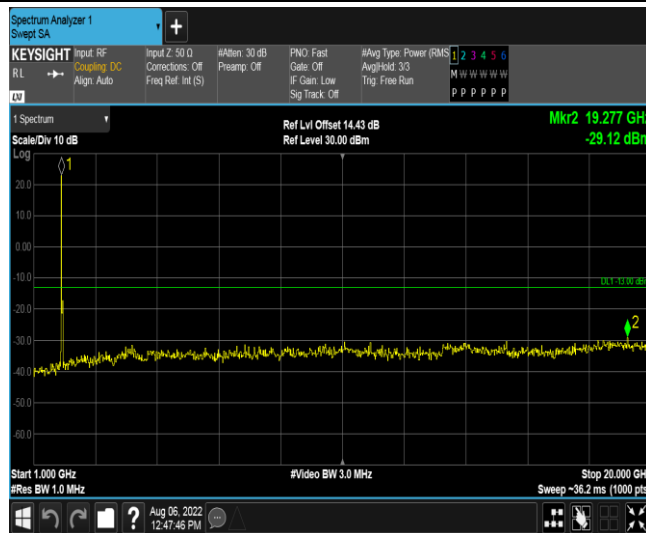 Spectrum Analyzer 1
Swept SA
+
KEYSIGHT
RL
LXI
Input: RF
Coupling: DC
Align: Auto
Input Z: 50 Ω
Corrections: Off
Freq Ref: Int (S)
#Atten: 30 dB
Preamp: Off
PNO: Fast
Gate: Off
IF Gain: Low
Sig Track: Off
#Avg Type: Power (RMS
Avg|Hold: 3/3
Trig: Free Run
1 2 3 4 5 6
M W W W W W
P P P P P P
1 Spectrum
Scale/Div 10 dB
Log
Ref Lvl Offset 14.43 dB
Ref Level 30.00 dBm
Mkr2 19.277 GHz
-29.12 dBm
1
20.0
10.0
0.00
-10.0
DL1 -13.00 dBm
-20.0
2
-30.0
-40.0
-50.0
-60.0
Start 1.000 GHz
#Res BW 1.0 MHz
#Video BW 3.0 MHz
Stop 20.000 GHz
Sweep ~36.2 ms (1000 pts)
?
Aug 06, 2022
12:47:46 PM